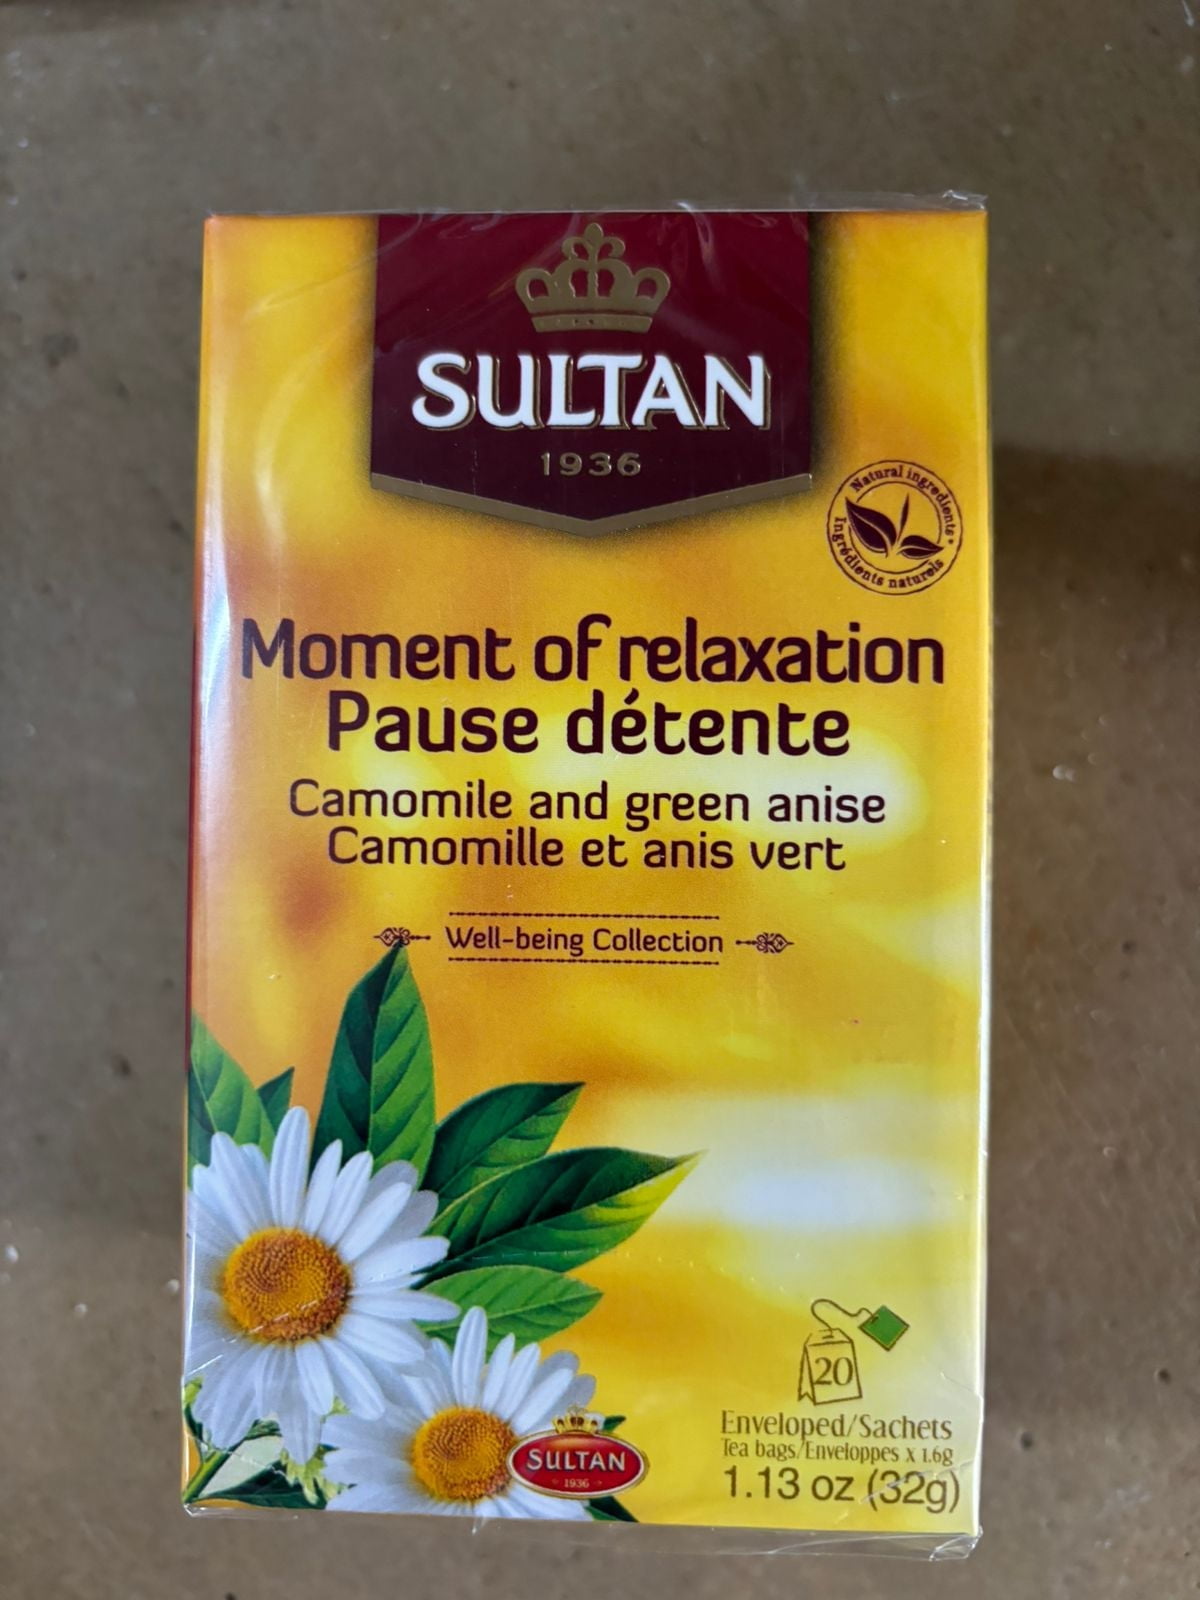 SULTAN
1936
Natural ingredients
Ingrédients naturels
Moment of relaxation
Pause détente
Camomile and green anise
Camomille et anis vert
Well-being Collection
20
Enveloped/Sachets
Tea bags/Enveloppes x 1.6g
1.13 oz (32g)
SULTAN
1936